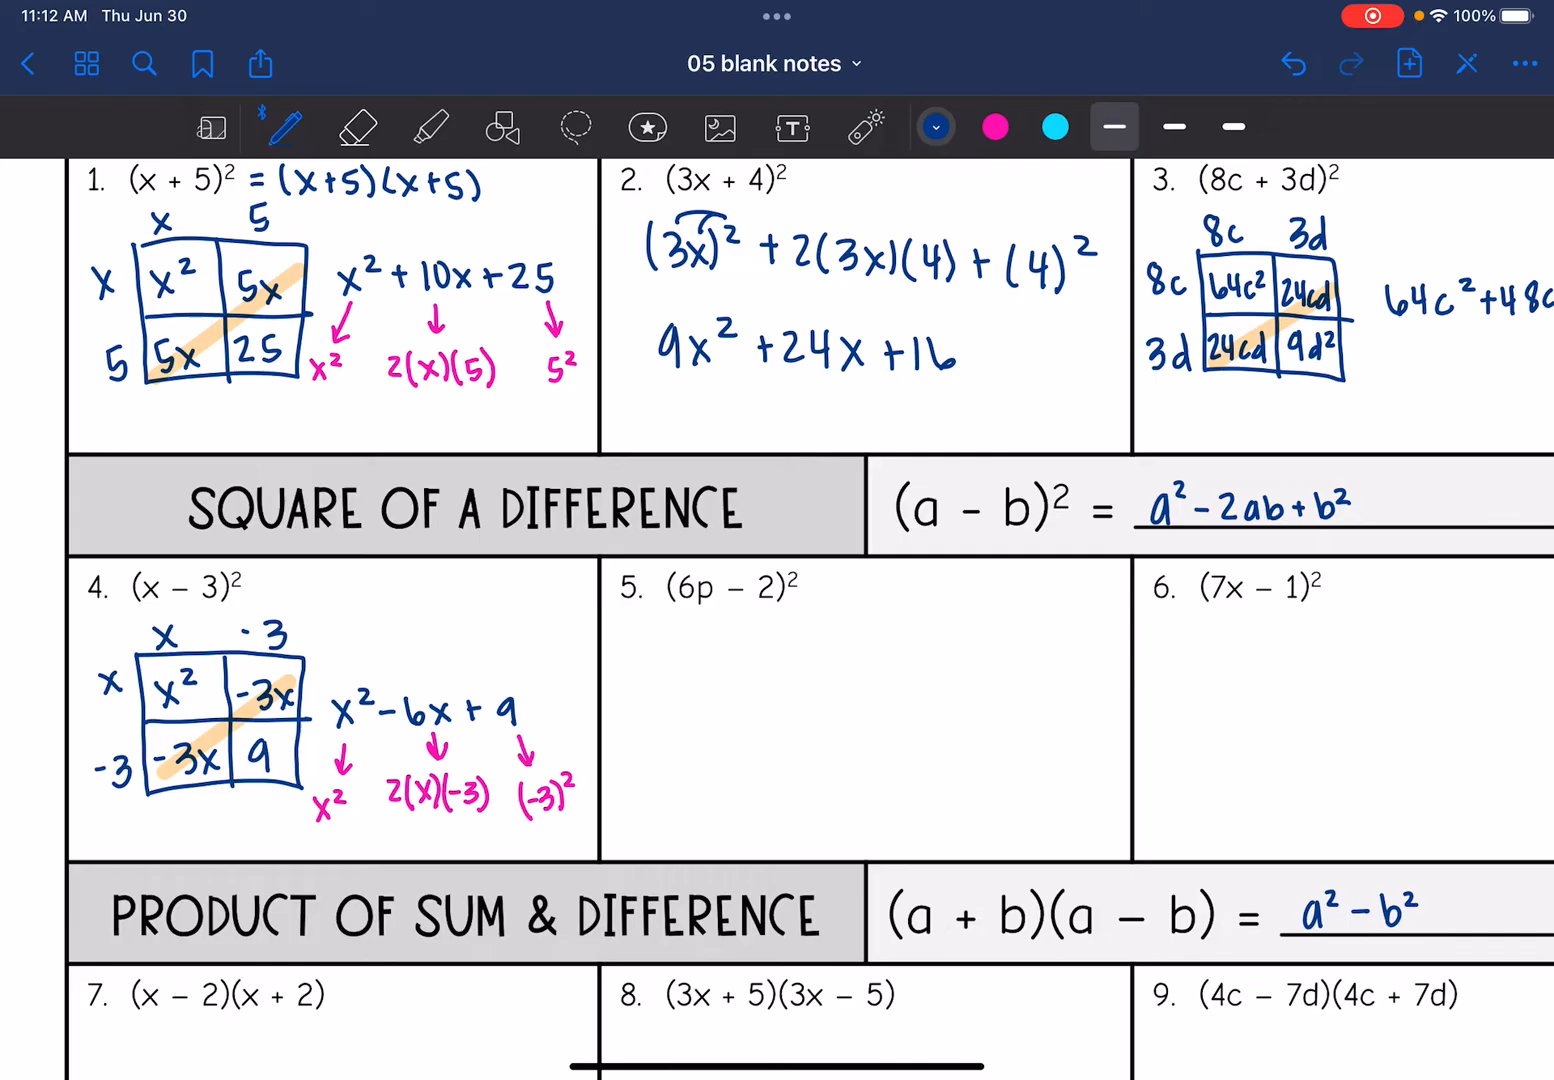 11:12 AM Thu Jun 30
100%
05 blank notes
T
1. (x + 5)² = (x+5)(x+5)
x 5
x x² 5x
5 5x 25
x² + 10x + 25
x² 2(x)(5) 5²
2. (3x + 4)²
(3x)² + 2(3x)(4) + (4)²
9x² + 24x + 16
3. (8c + 3d)²
8c 3d
8c 64c² 24cd
3d 24cd 9d²
64c² + 48c
SQUARE OF A DIFFERENCE
(a - b)² = a² - 2ab + b²
4. (x - 3)²
x -3
x x² -3x
-3 -3x 9
x² - 6x + 9
x² 2(x)(-3) (-3)²
5. (6p - 2)²
6. (7x - 1)²
PRODUCT OF SUM & DIFFERENCE
(a + b)(a - b) = a² - b²
7. (x - 2)(x + 2)
8. (3x + 5)(3x - 5)
9. (4c - 7d)(4c + 7d)